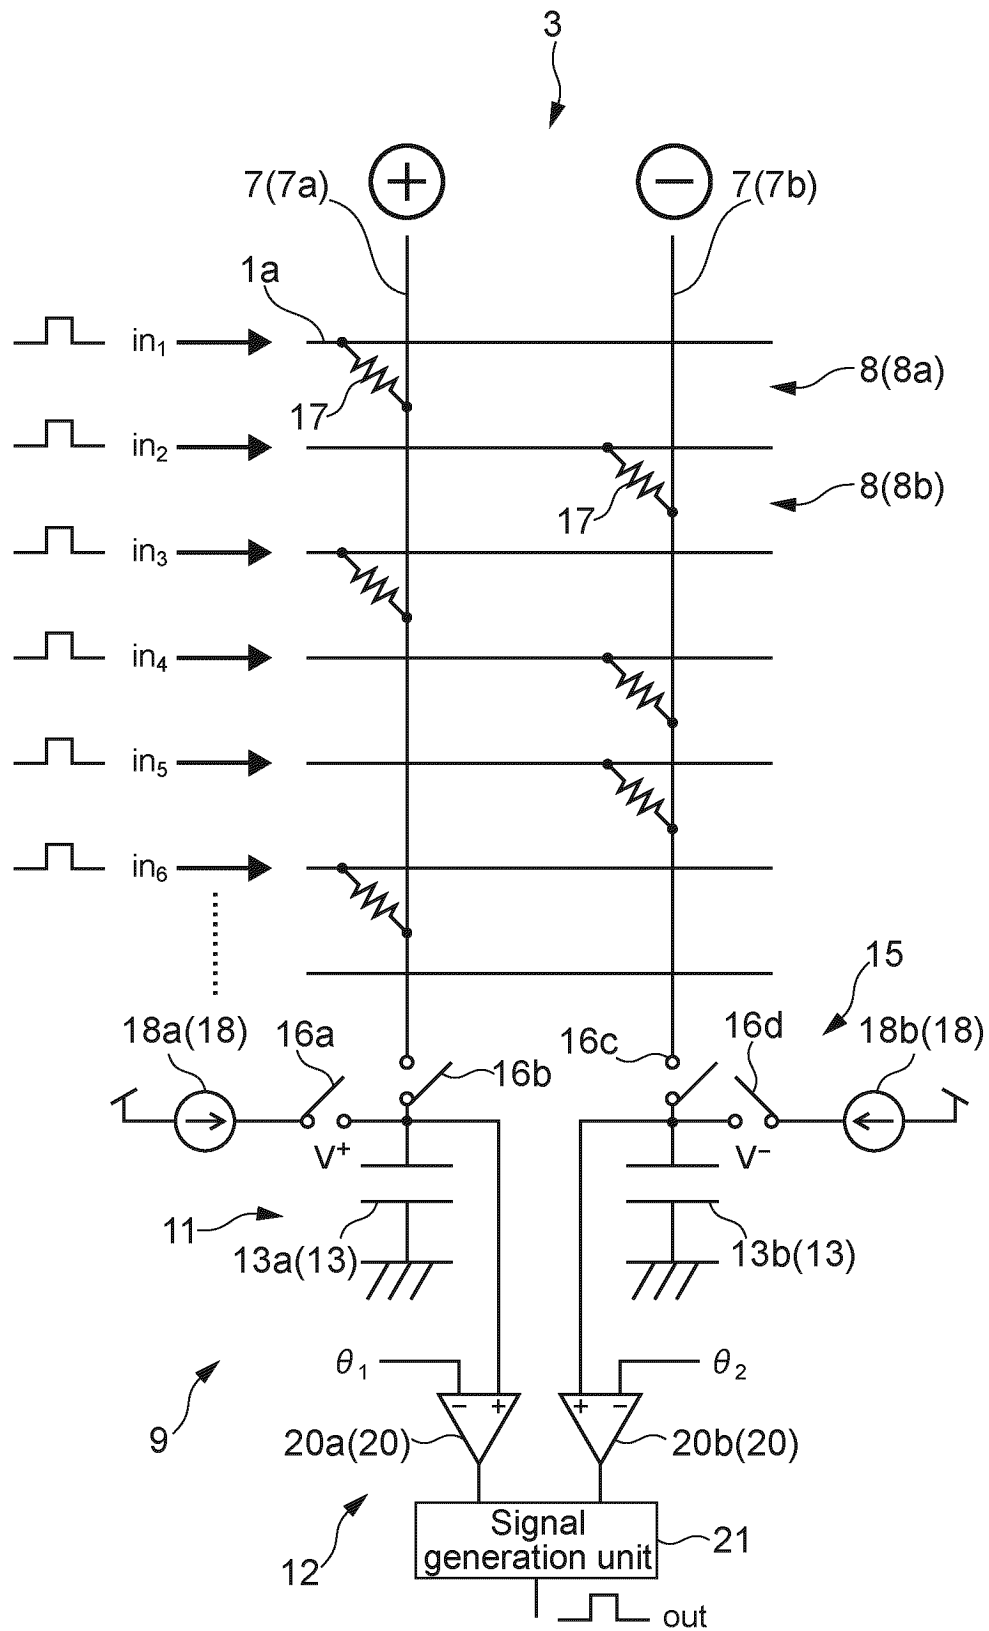 3
+
−
7(7a)
7(7b)
1a
in1
8(8a)
17
in2
8(8b)
17
in3
in4
in5
in6
15
18a(18)
16a
16b
16c
16d
18b(18)
V+
V−
11
13a(13)
13b(13)
θ1
θ2
− +
+ −
9
20a(20)
20b(20)
12
Signal
generation unit
21
out